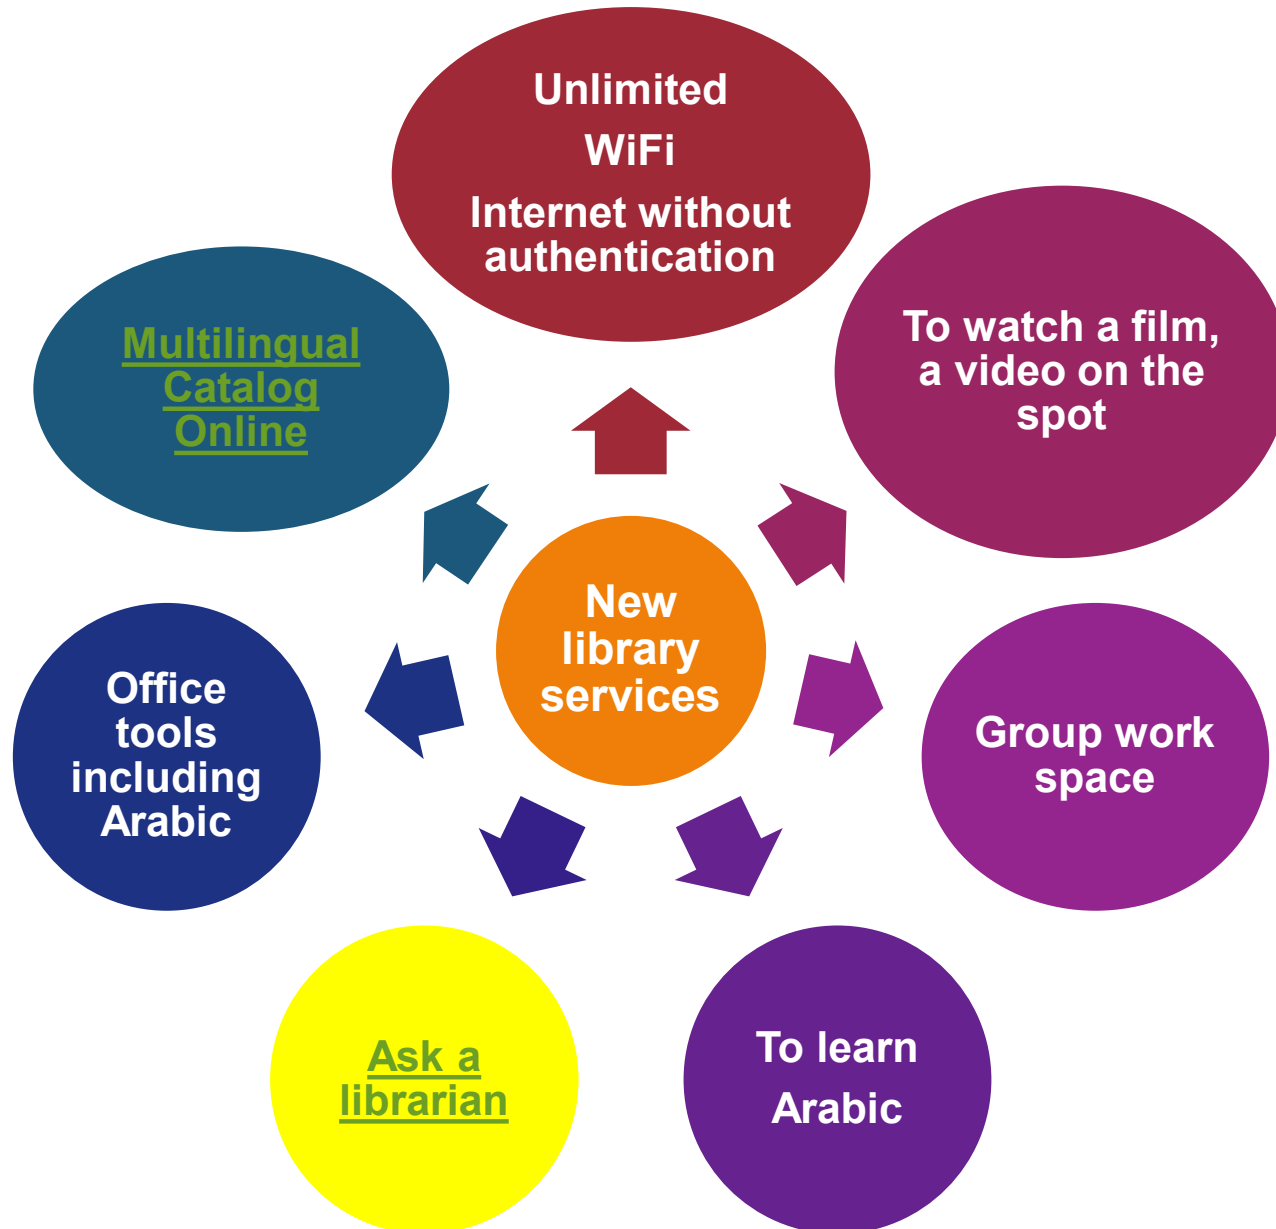 Unlimited
WiFi
Internet without
authentication
To watch a film,
a video on the
spot
Group work
space
To learn
Arabic
Ask a
librarian
Office
tools
including
Arabic
Multilingual
Catalog
Online
New
library
services